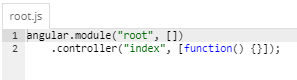 root.js
1 angular.module("root", [])
2     .controller("index", [function() {}]);